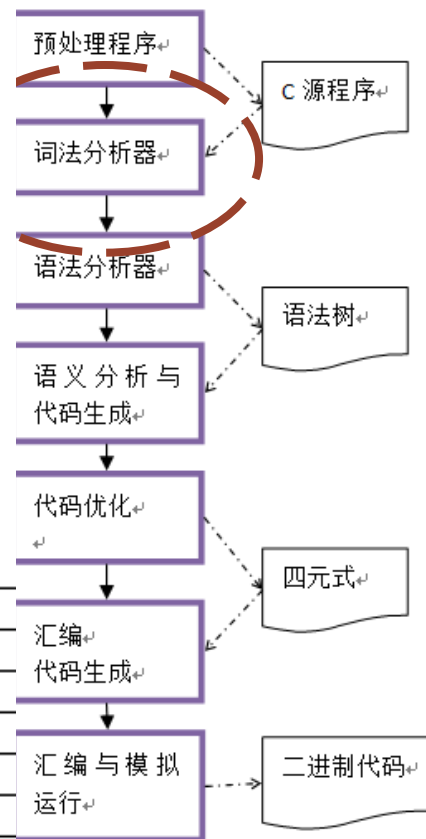 预处理程序
C 源程序
词法分析器
语法分析器
语法树
语义分析与
代码生成
代码优化
四元式
汇编
代码生成
汇编与模拟
运行
二进制代码